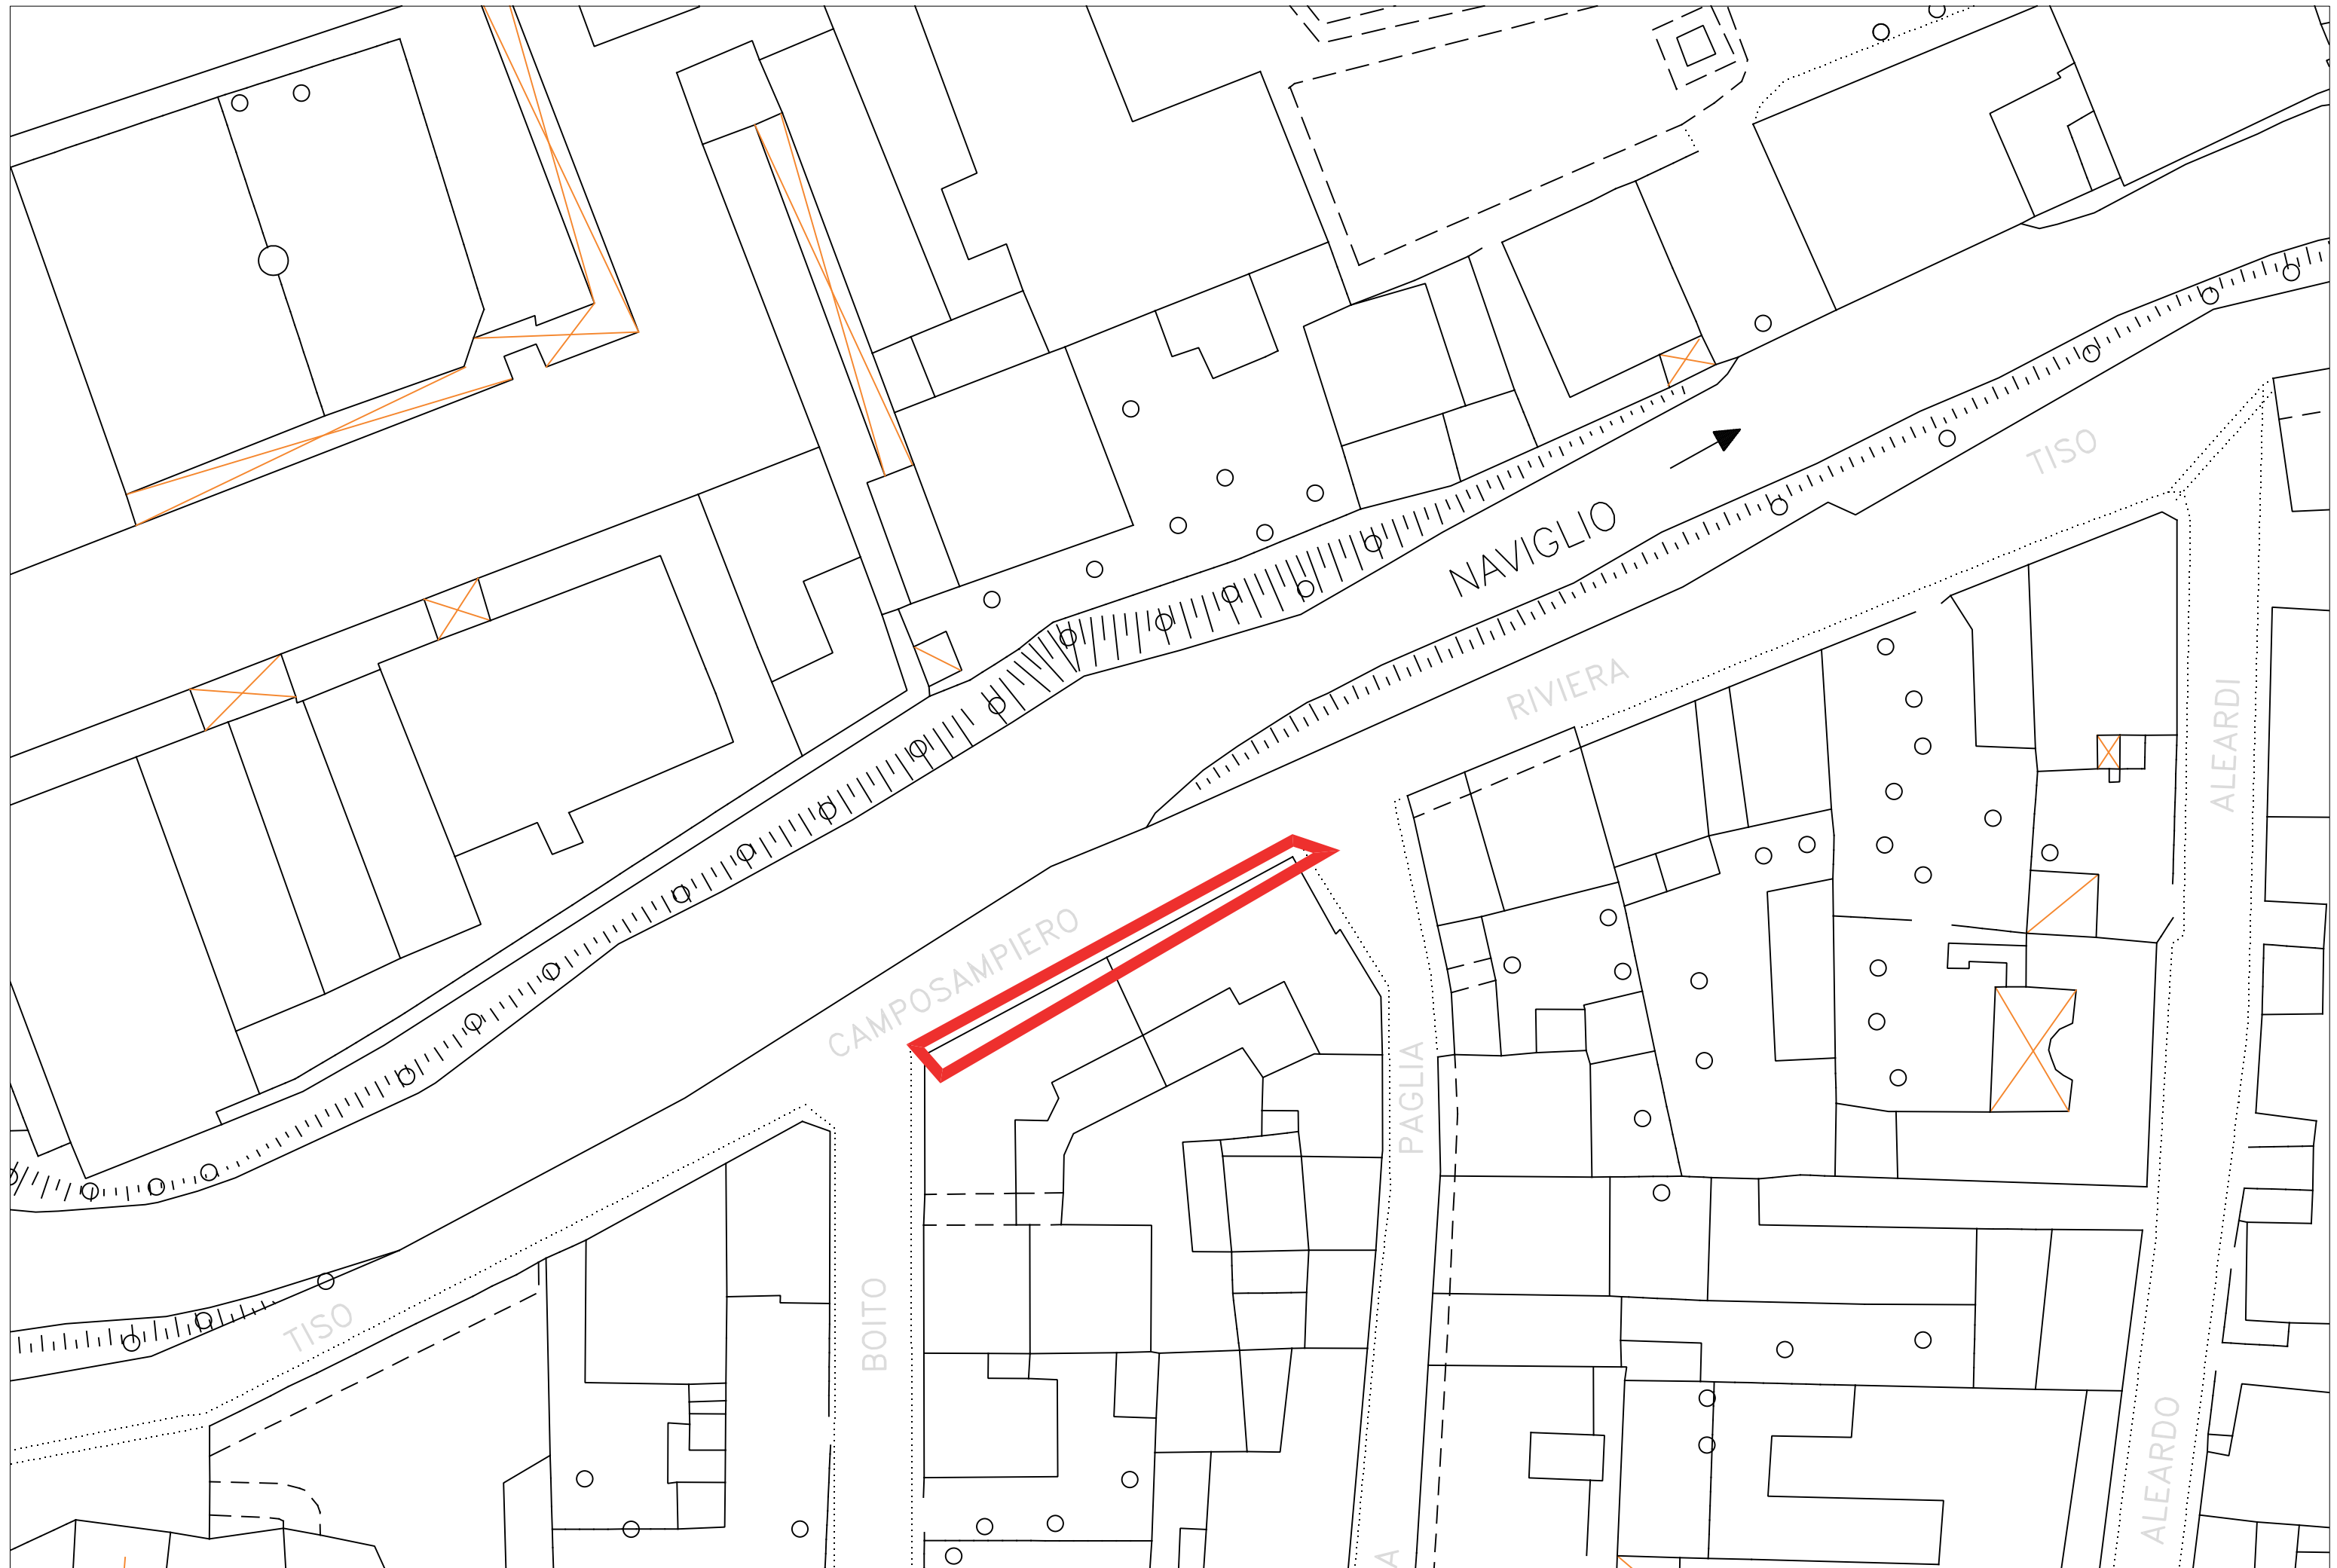 TISO
NAVIGLIO
RIVIERA
ALEARDI
CAMPOSAMPIERO
PAGLIA
TISO
BOITO
ALEARDO
A